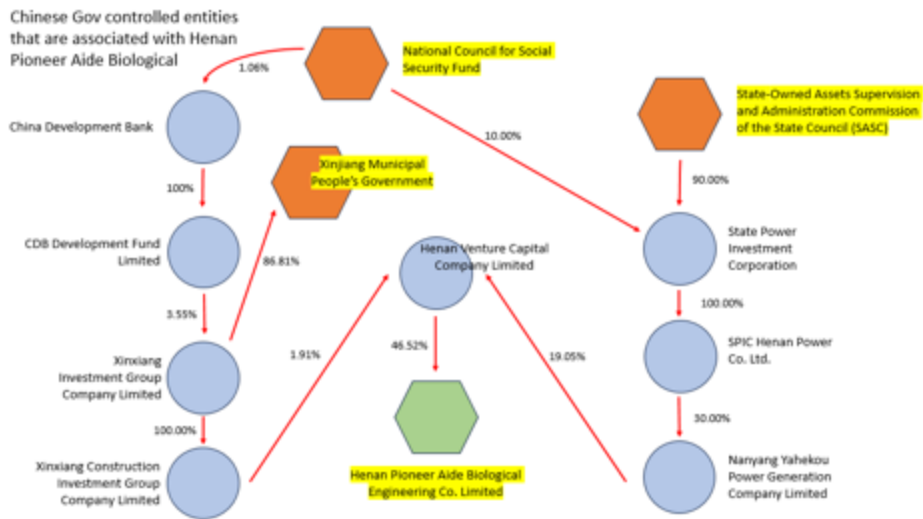 Chinese Gov controlled entities
that are associated with Henan
Pioneer Aide Biological
National Council for Social
Security Fund
1.06%
State-Owned Assets Supervision
and Administration Commission
of the State Council (SASC)
China Development Bank
10.00%
Xinjiang Municipal
People's Government
100%
90.00%
CDB Development Fund
Limited
Henan Venture Capital
Company Limited
State Power
Investment
Corporation
86.81%
3.55%
100.00%
1.91%
46.52%
19.05%
SPIC Henan Power
Co. Ltd.
Xinxiang
Investment Group
Company Limited
100.00%
30.00%
Xinxiang Construction
Investment Group
Company Limited
Henan Pioneer Aide Biological
Engineering Co. Limited
Nanyang Yahekou
Power Generation
Company Limited